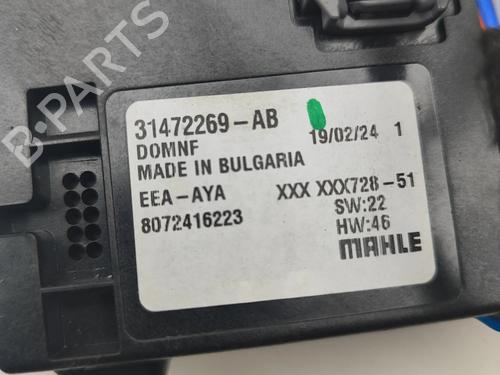 31472269-AB
DOMNF 19/02/24 1
MADE IN BULGARIA
EEA-AYA XXX XXX728-51
8072416223 SW:22
HW:46
MAHLE
B-PARTS